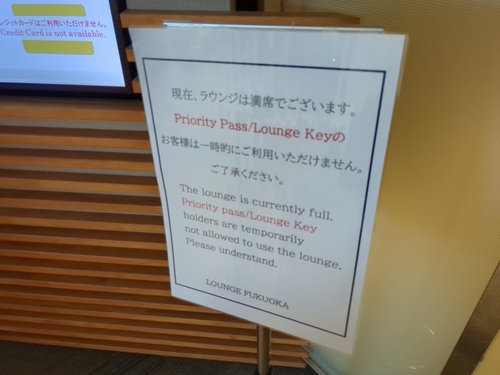 レジットカードはご利用いただけません。
Credit Card is not available.
現在、ラウンジは満席でございます。
Priority Pass/Lounge Keyの
お客様は一時的にご利用いただけません。
ご了承ください。
The lounge is currently full.
Priority pass/Lounge Key
holders are temporarily
not allowed to use the lounge.
Please understand.
LOUNGE FUKUOKA